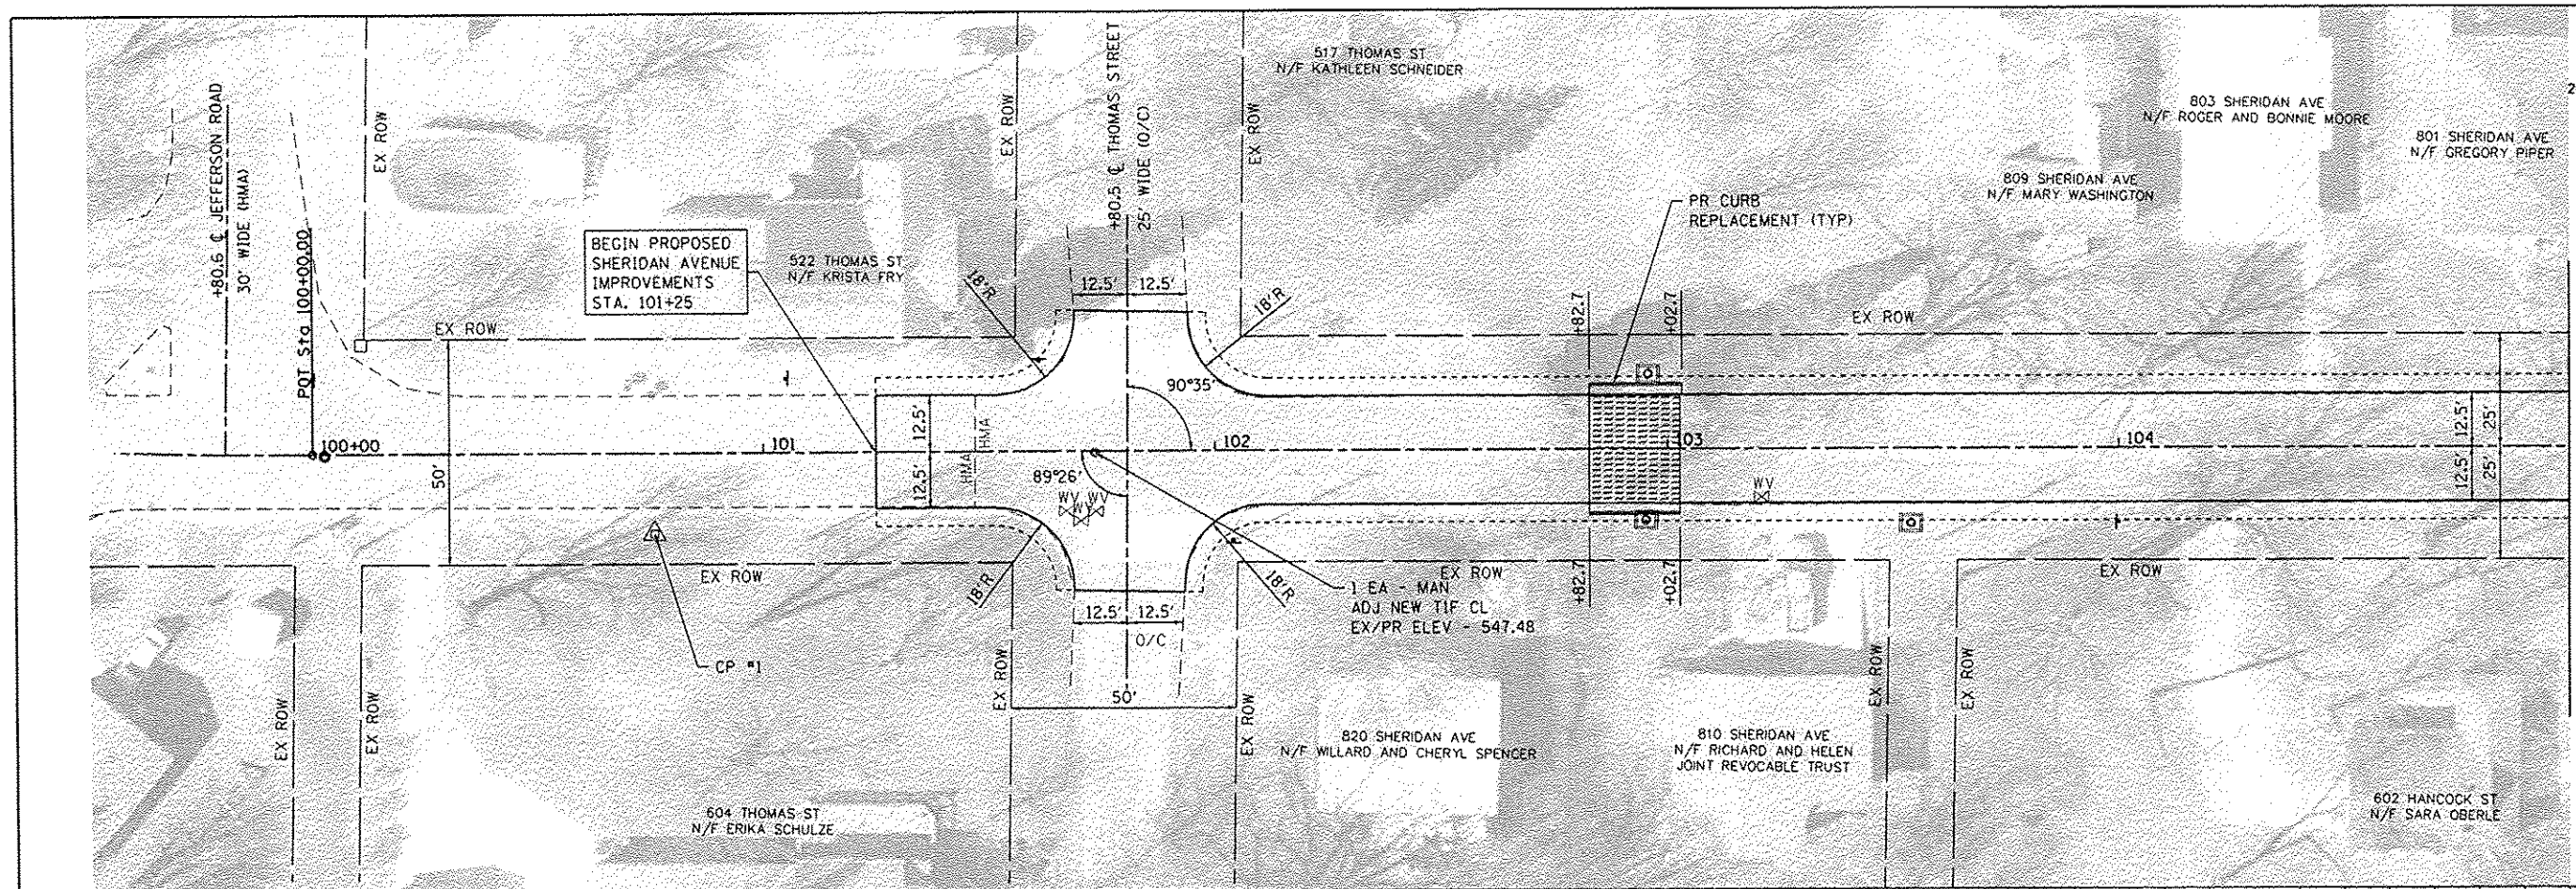 517 THOMAS ST
N/F KATHLEEN SCHNEIDER
803 SHERIDAN AVE
N/F ROGER AND BONNIE MOORE
801 SHERIDAN AVE
N/F GREGORY PIPER
809 SHERIDAN AVE
N/F MARY WASHINGTON
2
+80.6 ℄ JEFFERSON ROAD
30' WIDE (HMA)
EX ROW
EX ROW
+80.5 ℄ THOMAS STREET
25' WIDE (O/C)
EX ROW
PR CURB
REPLACEMENT (TYP)
BEGIN PROPOSED
SHERIDAN AVENUE
IMPROVEMENTS
STA. 101+25
522 THOMAS ST
N/F KRISTA FRY
POT Sta 100+00.00
18'R
12.5'
12.5'
18'R
+82.7
+02.7
EX ROW
EX ROW
90°35'
100+00
101
102
103
104
50'
12.5'
12.5'
HMA
HMA
89°26'
WV
WV
WV
WV
12.5'
25'
12.5'
25'
EX ROW
18'R
12.5'
12.5'
O/C
18'R
EX ROW
+82.7
+02.7
EX ROW
1 EA - MAN
ADJ NEW T1F CL
EX/PR ELEV - 547.48
CP #1
EX ROW
EX ROW
EX ROW
50'
EX ROW
EX ROW
EX ROW
820 SHERIDAN AVE
N/F WILLARD AND CHERYL SPENCER
810 SHERIDAN AVE
N/F RICHARD AND HELEN
JOINT REVOCABLE TRUST
604 THOMAS ST
N/F ERIKA SCHULZE
602 HANCOCK ST
N/F SARA OBERLE